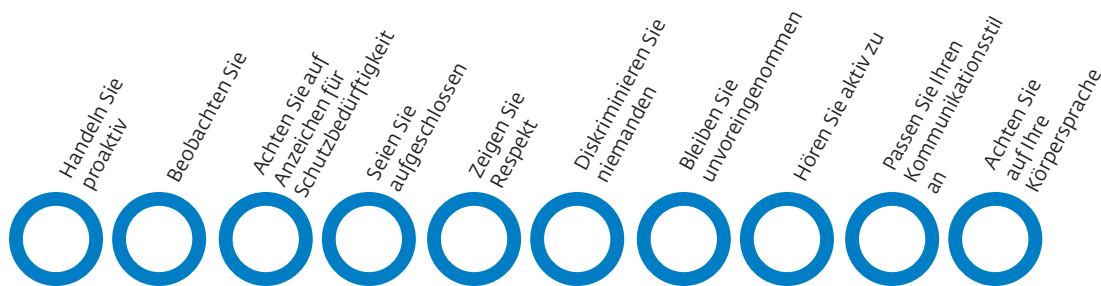 Handeln Sie
proaktiv
Beobachten Sie
Achten Sie auf
Anzeichen für
Schutzbedürftigkeit
Seien Sie
aufgeschlossen
Zeigen Sie
Respekt
Diskriminieren Sie
niemanden
Bleiben Sie
unvoreingenommen
Hören Sie aktiv zu
Passen Sie Ihren
Kommunikationsstil
an
Achten Sie
auf Ihre
Körpersprache